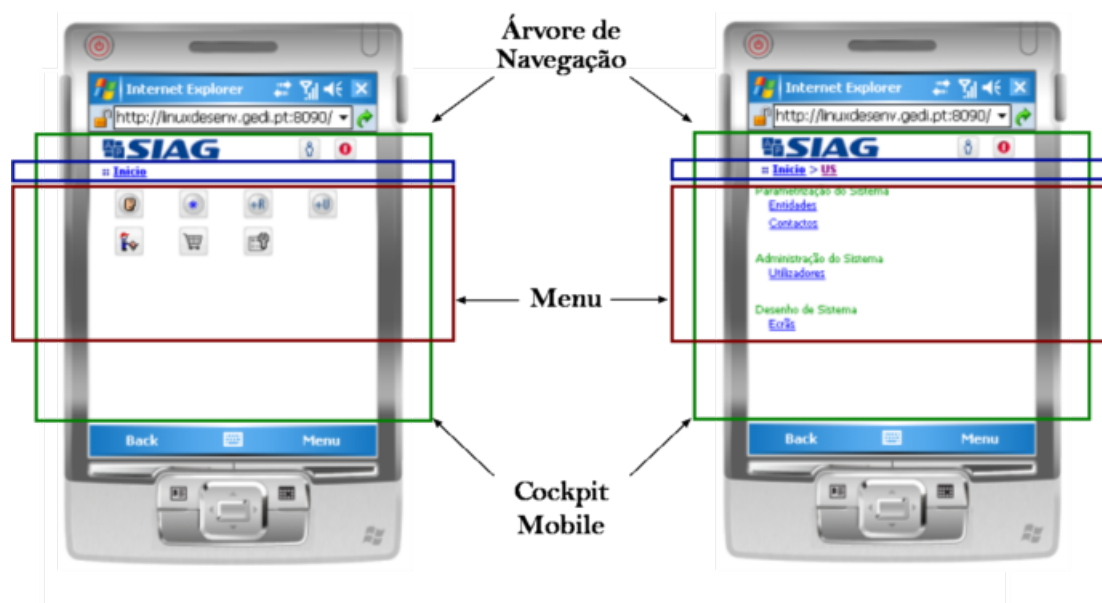 Árvore de
Navegação
Internet Explorer
http://linuxdesenv.gedi.pt:8090/
SIAG
:: Início
+R
+U
Back
Menu
Internet Explorer
http://linuxdesenv.gedi.pt:8090/
SIAG
:: Início > US
Parametrização do Sistema
Entidades
Contactos
Administração do Sistema
Utilizadores
Desenho de Sistema
Ecrãs
Back
Menu
Menu
Cockpit
Mobile